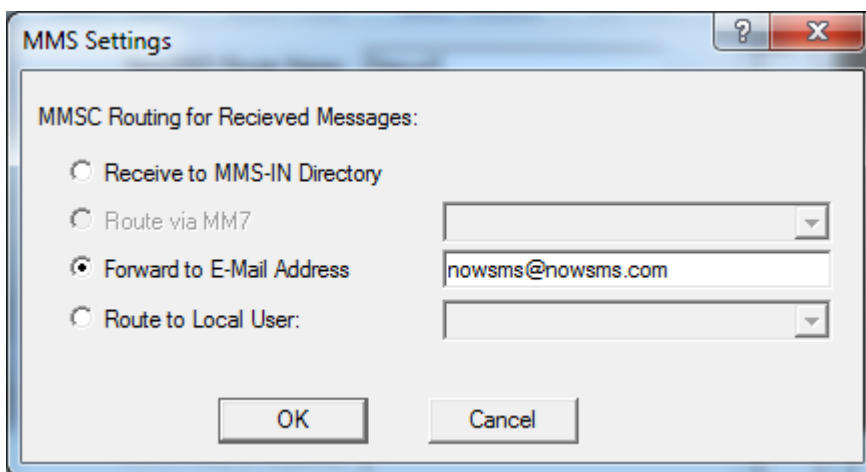 MMS Settings
MMSC Routing for Recieved Messages:
Receive to MMS-IN Directory
Route via MM7
Forward to E-Mail Address nowsms@nowsms.com
Route to Local User:
OK Cancel